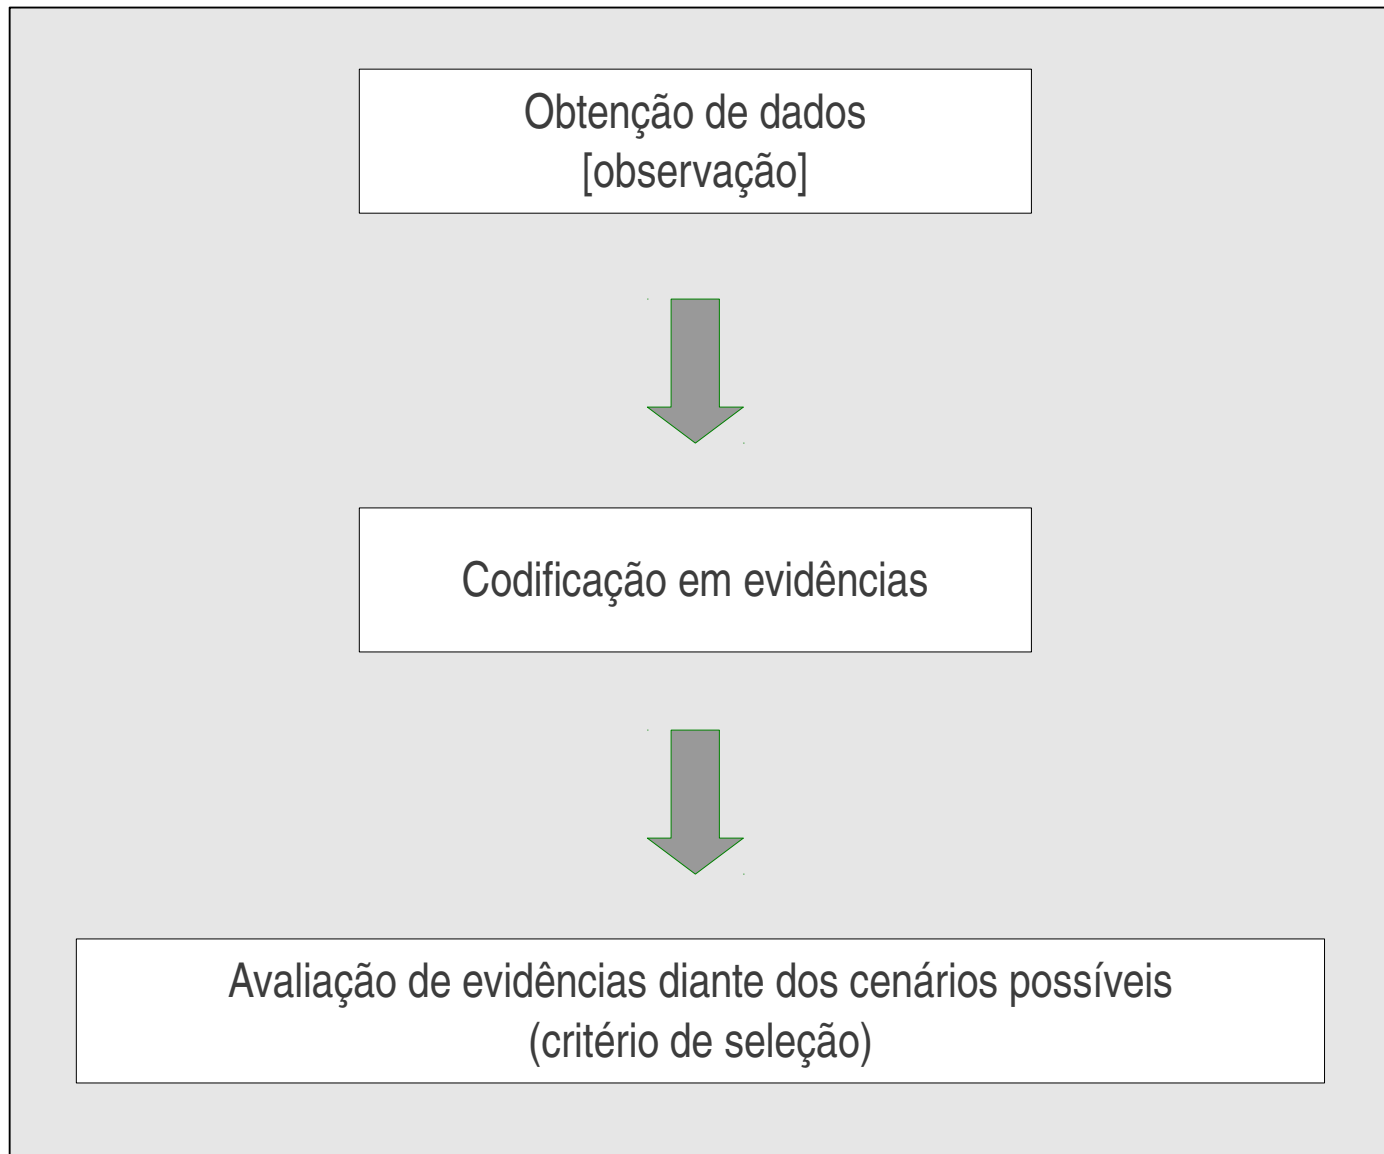 Obtenção de dados
[observação]
Codificação em evidências
Avaliação de evidências diante dos cenários possíveis
(critério de seleção)